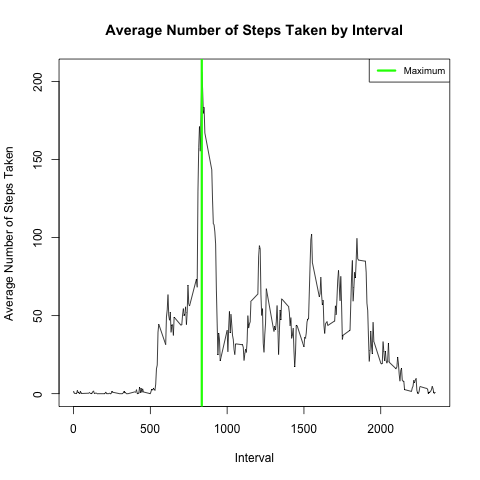 Average Number of Steps Taken by Interval
Maximum
Average Number of Steps Taken
200
150
100
50
0
0 500 1000 1500 2000
Interval